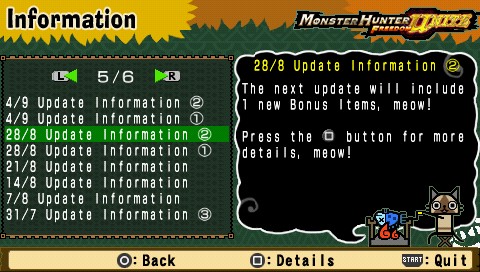 Information
MONSTER HUNTER
FREEDOM UNITE
L 5/6 R
4/9 Update Information ②
4/9 Update Information ①
28/8 Update Information ②
28/8 Update Information ①
21/8 Update Information
14/8 Update Information
7/8 Update Information
31/7 Update Information ③
28/8 Update Information ②
The next update will include
1 new Bonus Items, meow!
Press the □ button for more
details, meow!
○: Back
□: Details
START: Quit